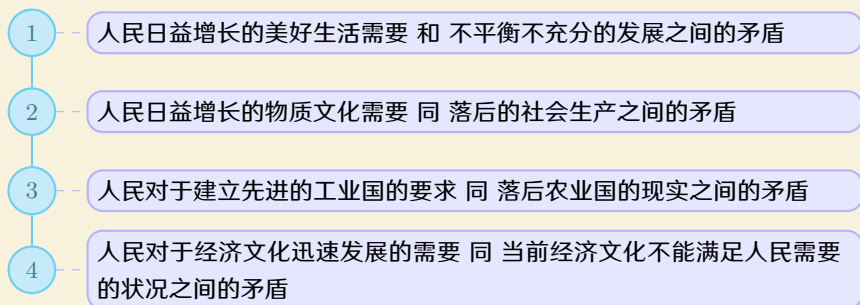 1 人民日益增长的美好生活需要 和 不平衡不充分的发展之间的矛盾
2 人民日益增长的物质文化需要 同 落后的社会生产之间的矛盾
3 人民对于建立先进的工业国的要求 同 落后农业国的现实之间的矛盾
4 人民对于经济文化迅速发展的需要 同 当前经济文化不能满足人民需要
的状况之间的矛盾